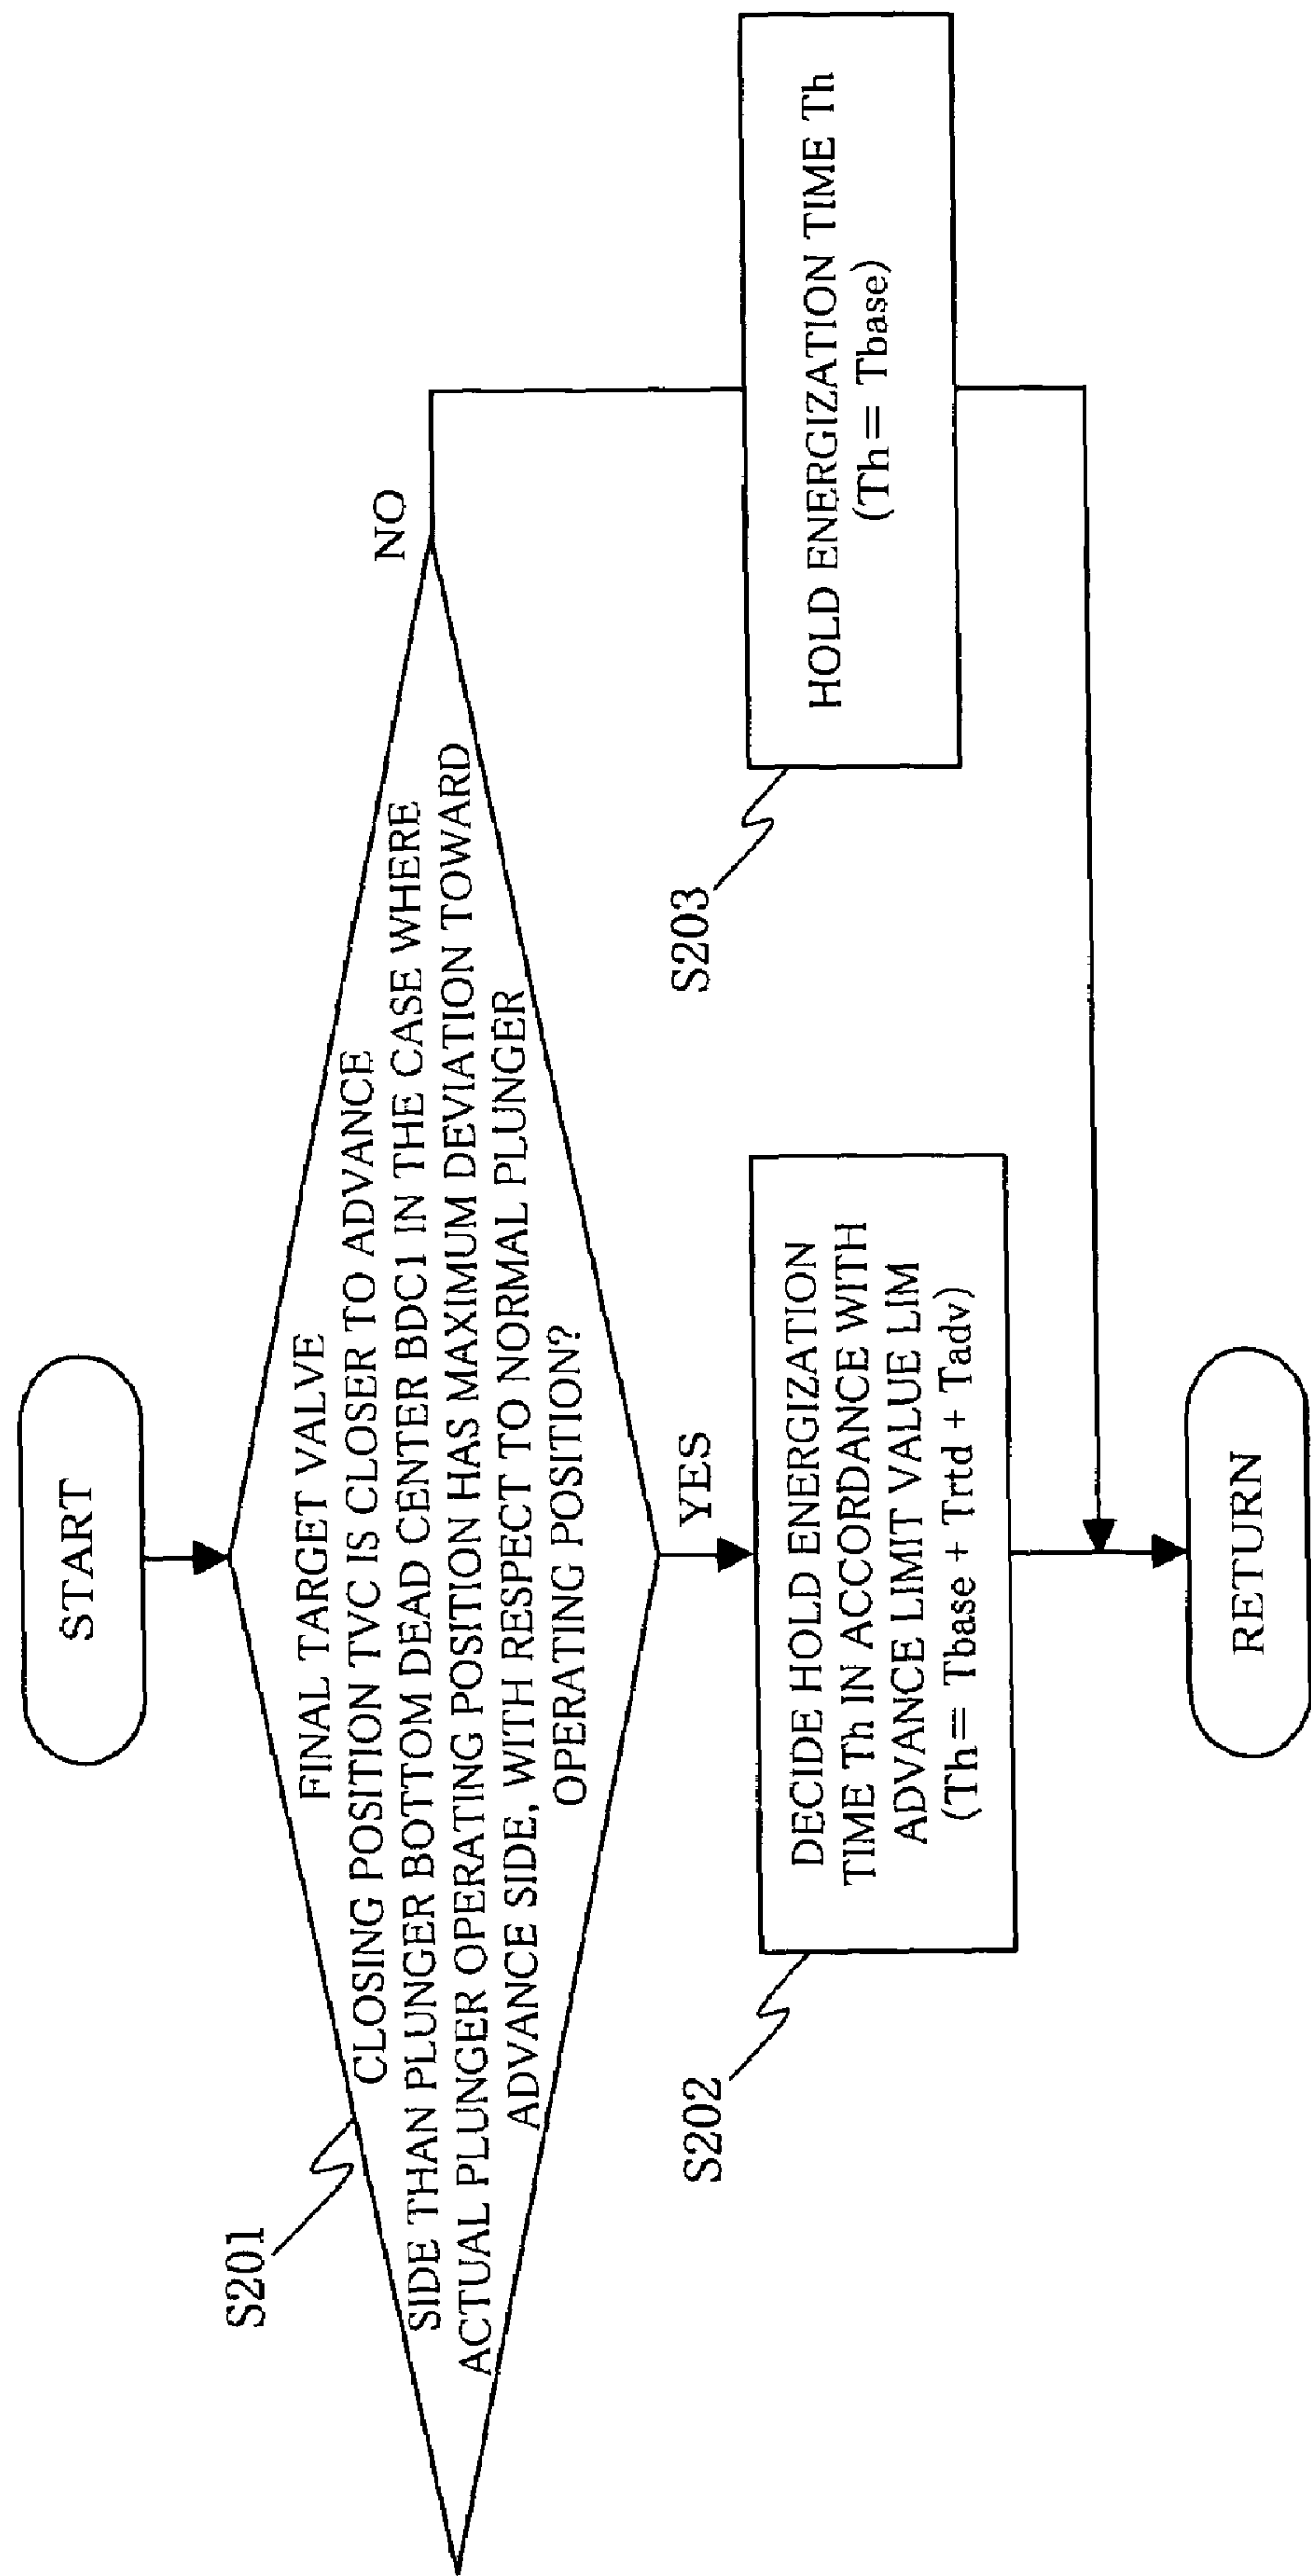 START
S201
FINAL TARGET VALVE
CLOSING POSITION TVC IS CLOSER TO ADVANCE
SIDE THAN PLUNGER BOTTOM DEAD CENTER BDC1 IN THE CASE WHERE
ACTUAL PLUNGER OPERATING POSITION HAS MAXIMUM DEVIATION TOWARD
ADVANCE SIDE, WITH RESPECT TO NORMAL PLUNGER
OPERATING POSITION?
NO
YES
S202
DECIDE HOLD ENERGIZATION
TIME Th IN ACCORDANCE WITH
ADVANCE LIMIT VALUE LIM
(Th= Tbase + Trtd + Tadv)
S203
HOLD ENERGIZATION TIME Th
(Th= Tbase)
RETURN